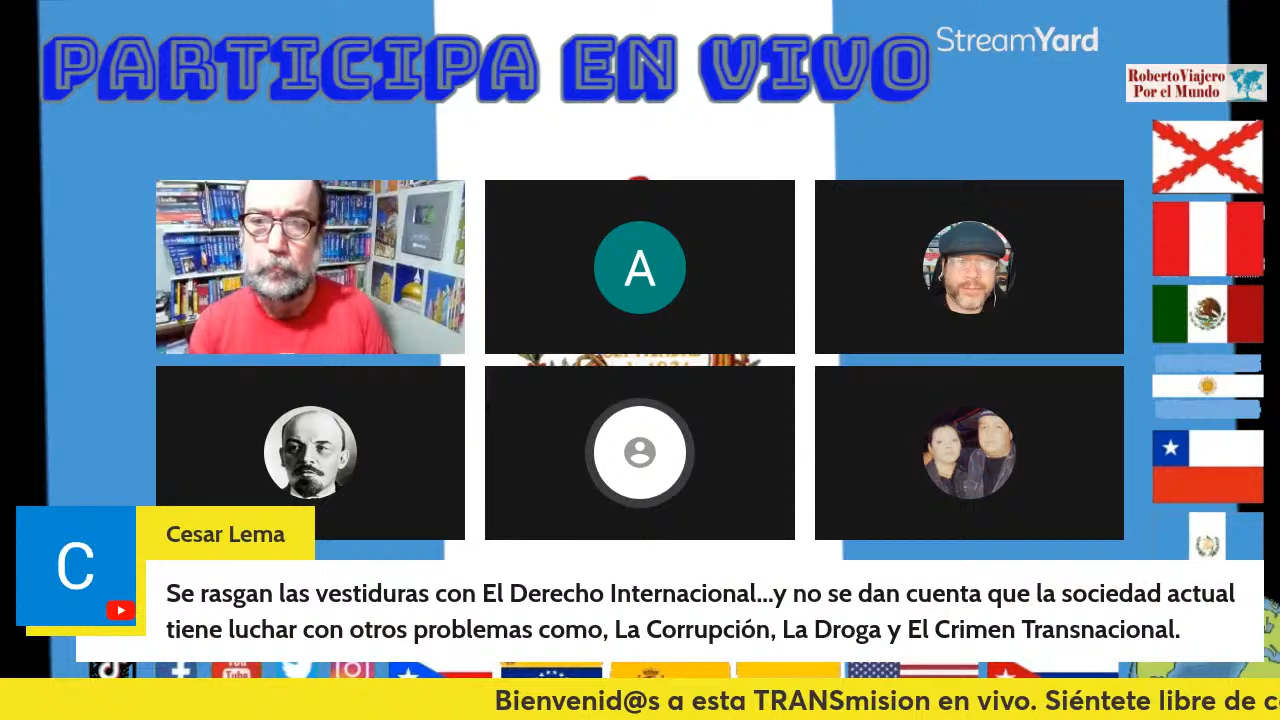 PARTICIPA EN VIVO
StreamYard
Roberto Viajero
Por el Mundo
A
C
Cesar Lema
Se rasgan las vestiduras con El Derecho Internacional...y no se dan cuenta que la sociedad actual
tiene luchar con otros problemas como, La Corrupción, La Droga y El Crimen Transnacional.
You
Tube
Bienvenid@s a esta TRANSmision en vivo. Siéntete libre de c